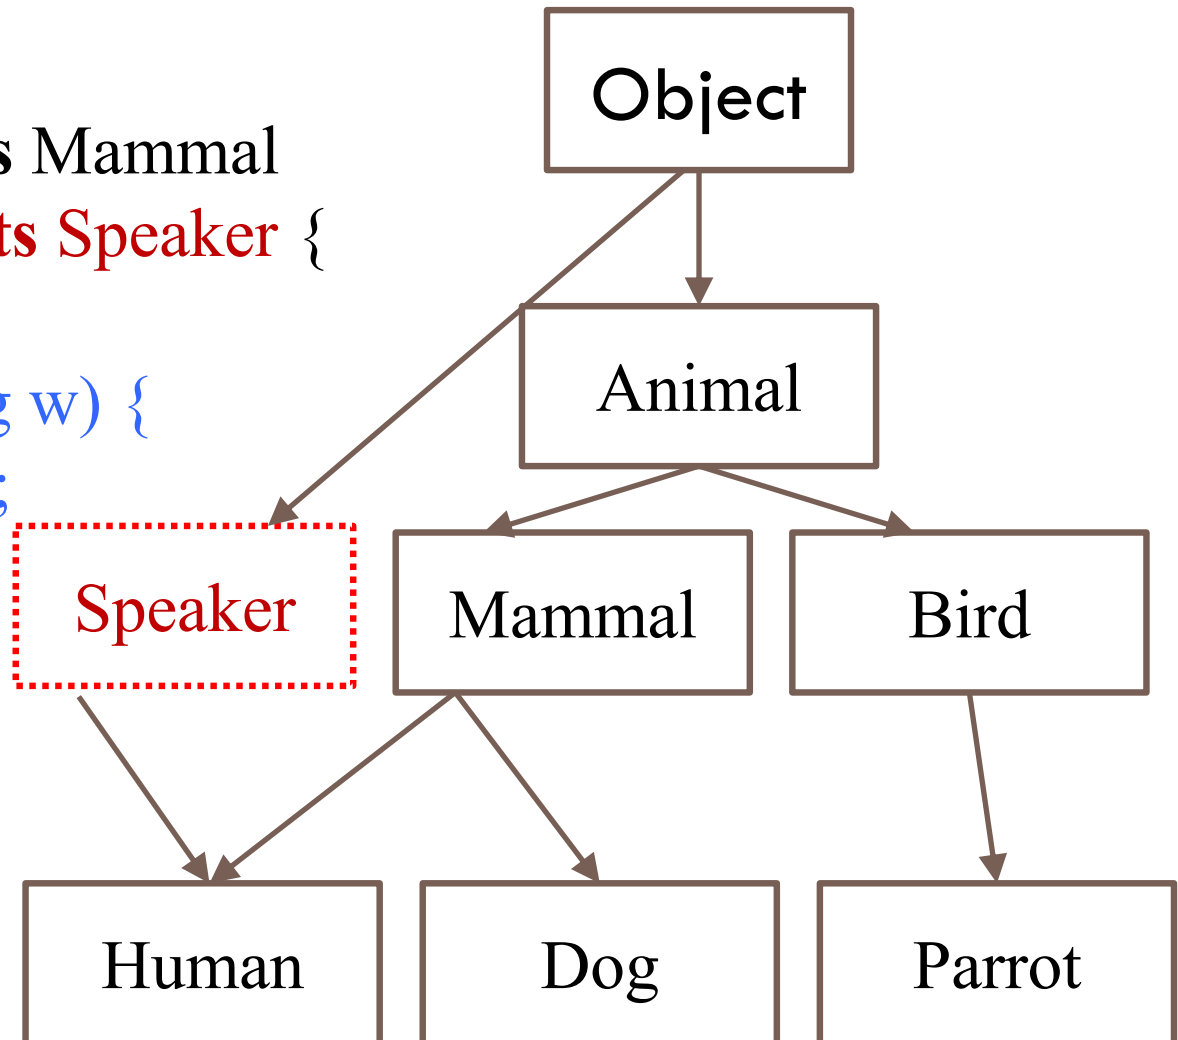 Object
s Mammal
ts Speaker {
Animal
g w) {
;
Speaker
Mammal
Bird
Human
Dog
Parrot